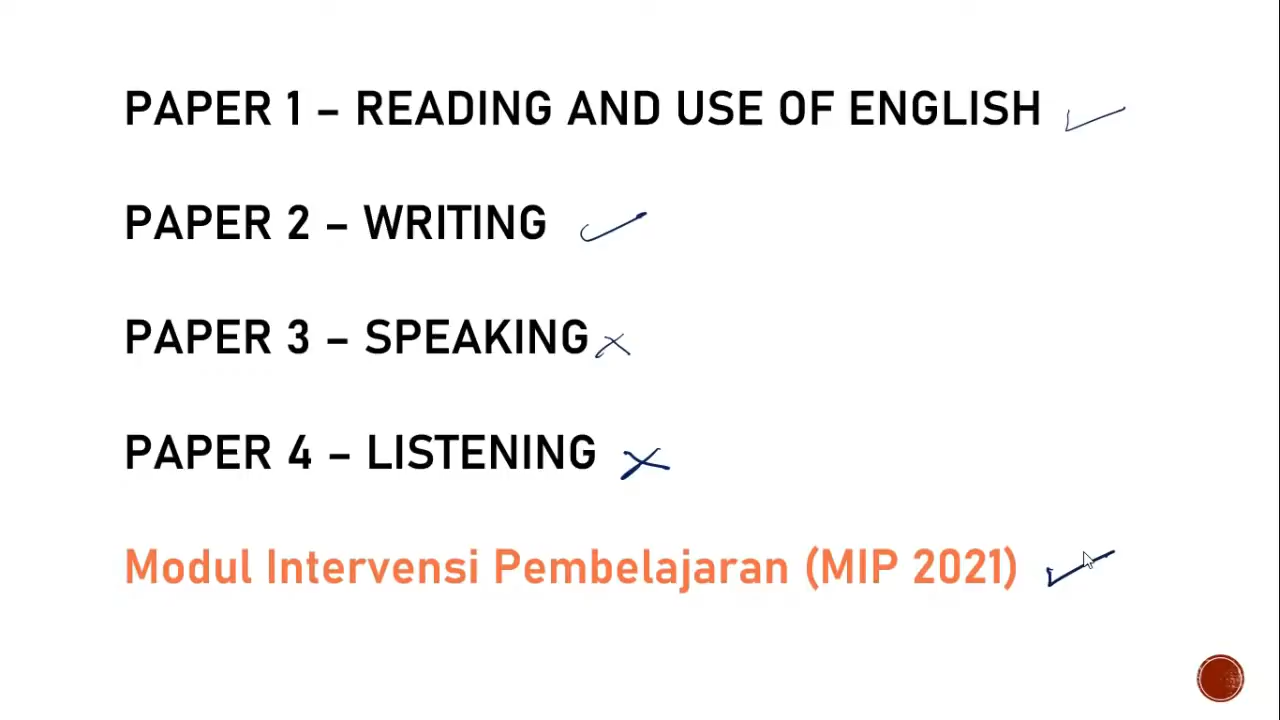 PAPER 1 – READING AND USE OF ENGLISH
PAPER 2 – WRITING
PAPER 3 – SPEAKING
PAPER 4 – LISTENING
Modul Intervensi Pembelajaran (MIP 2021)